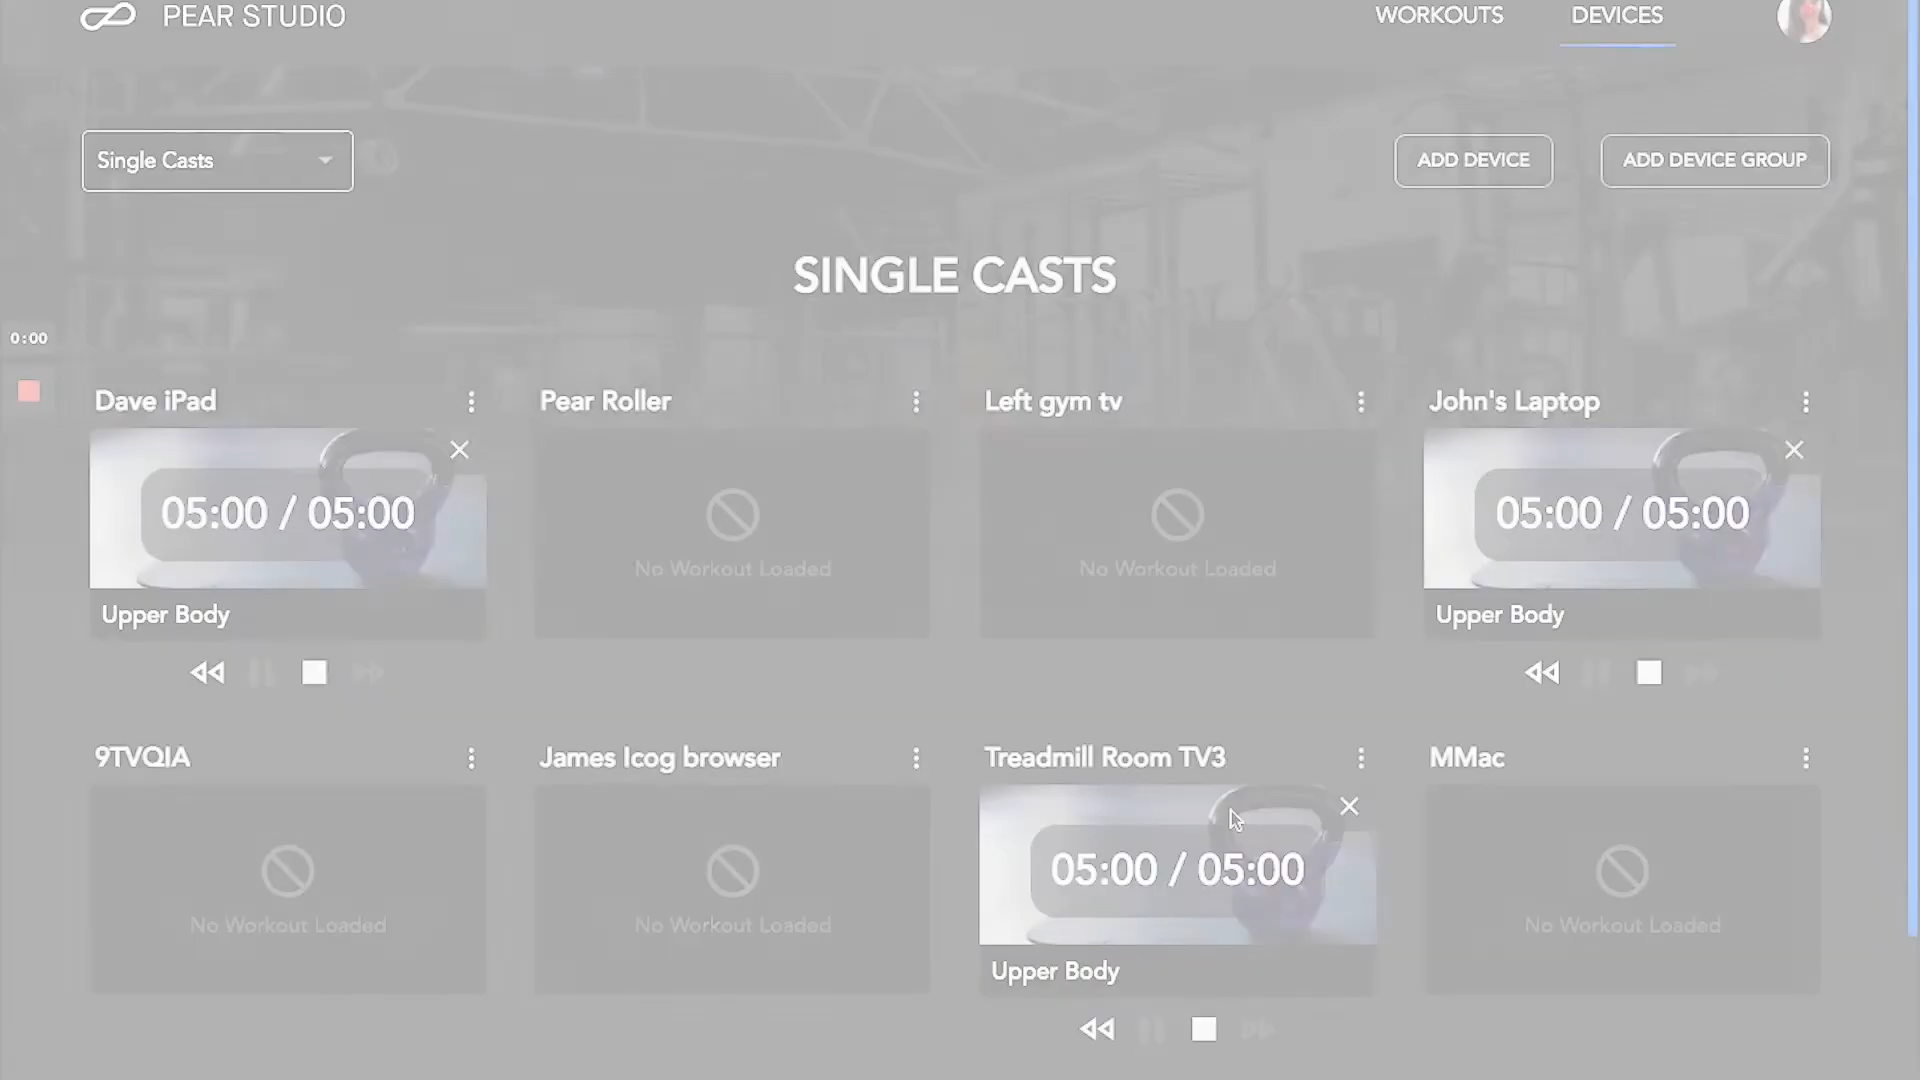 PEAR STUDIO
WORKOUTS
DEVICES
Single Casts
ADD DEVICE
ADD DEVICE GROUP
SINGLE CASTS
0:00
Dave iPad
Pear Roller
Left gym tv
John's Laptop
05:00 / 05:00
No Workout Loaded
No Workout Loaded
05:00 / 05:00
Upper Body
Upper Body
9TVQIA
James Icog browser
Treadmill Room TV3
MMac
No Workout Loaded
No Workout Loaded
05:00 / 05:00
No Workout Loaded
Upper Body